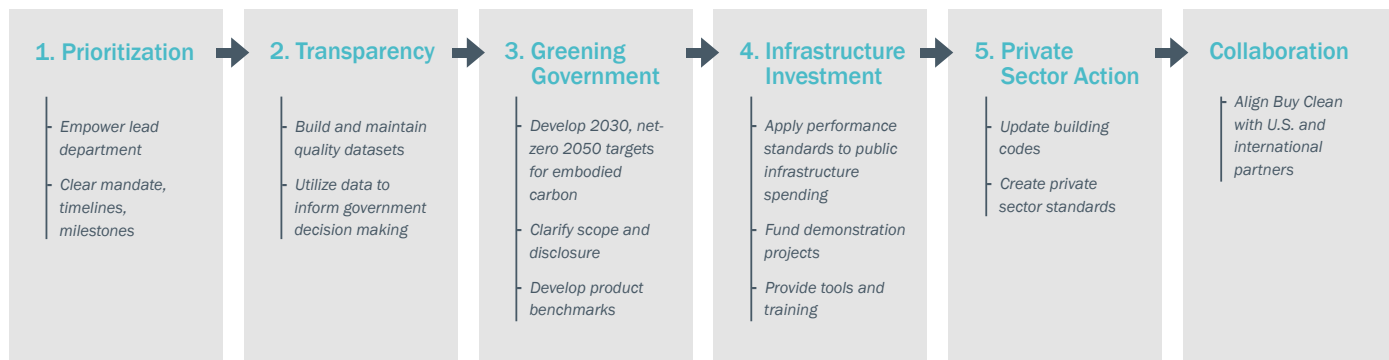 1. Prioritization
Empower lead
department
Clear mandate,
timelines,
milestones
2. Transparency
Build and maintain
quality datasets
Utilize data to
inform government
decision making
3. Greening
Government
Develop 2030, net-
zero 2050 targets
for embodied
carbon
Clarify scope and
disclosure
Develop product
benchmarks
4. Infrastructure
Investment
Apply performance
standards to public
infrastructure
spending
Fund demonstration
projects
Provide tools and
training
5. Private
Sector Action
Update building
codes
Create private
sector standards
Collaboration
Align Buy Clean
with U.S. and
international
partners